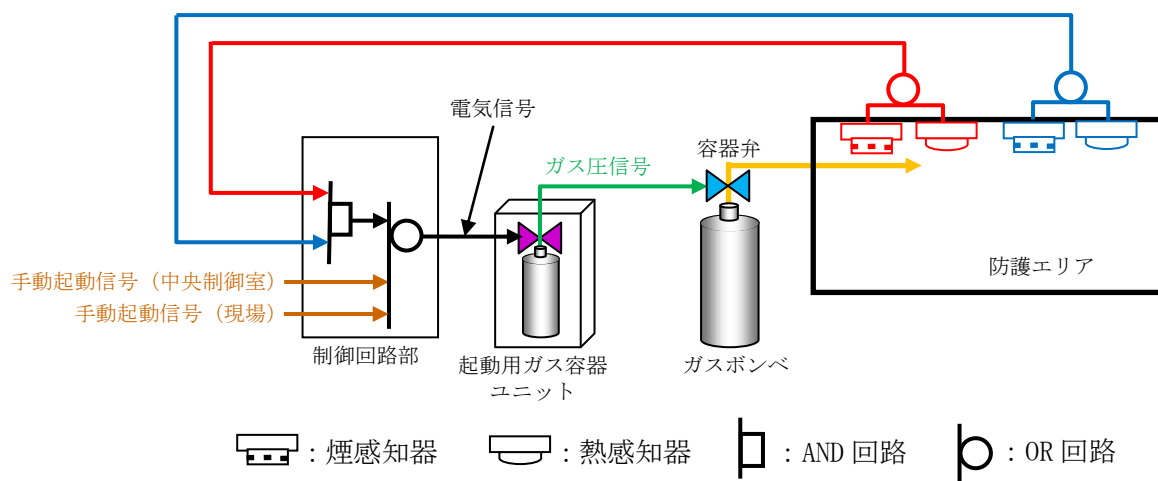 電気信号
容器弁
ガス圧信号
防護エリア
手動起動信号（中央制御室）
手動起動信号（現場）
制御回路部
起動用ガス容器
ユニット
ガスボンベ
：煙感知器
：熱感知器
：AND 回路
：OR 回路